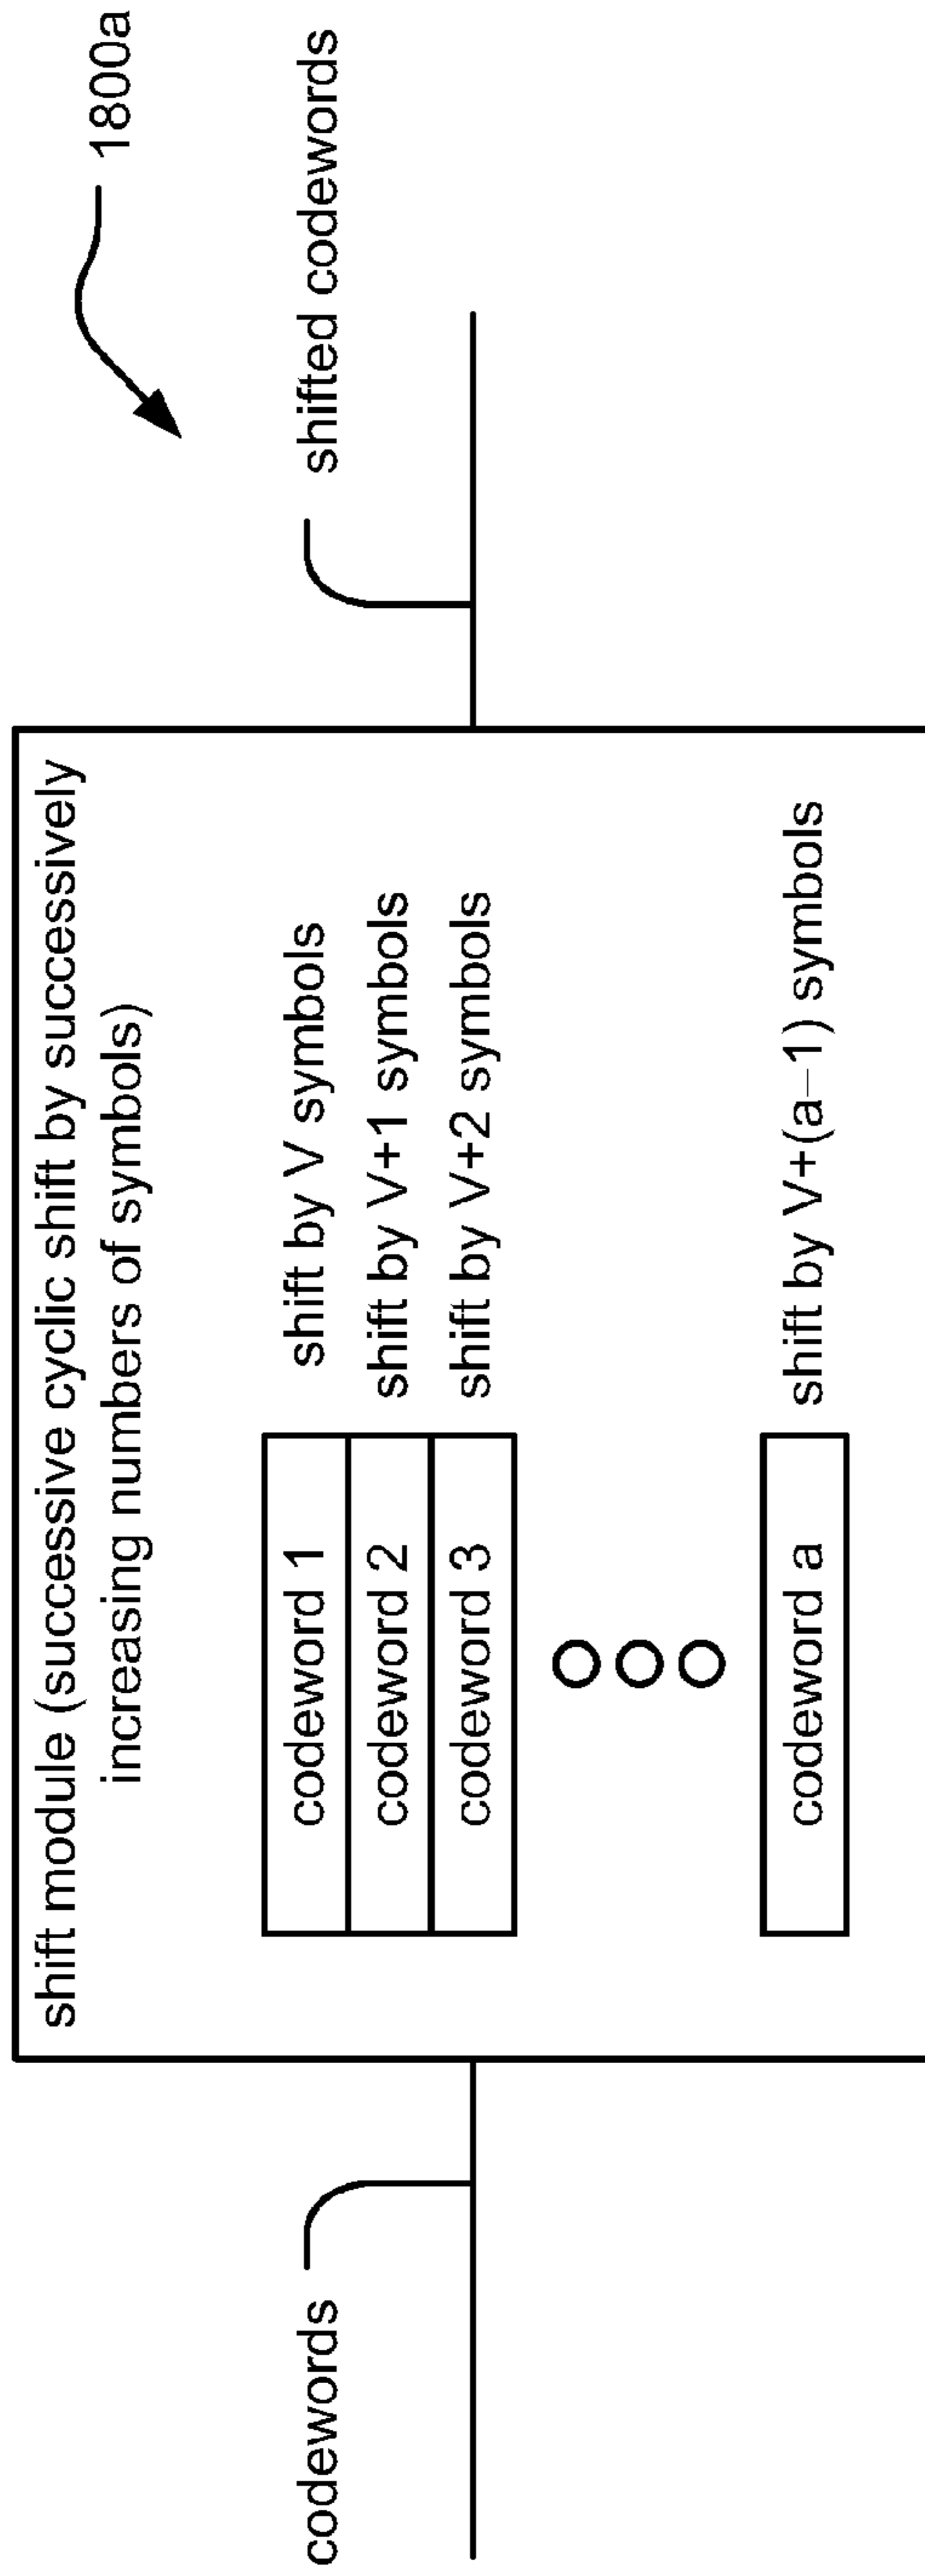 1800a
shift module (successive cyclic shift by successively
increasing numbers of symbols)
codewords
shifted codewords
codeword 1
shift by V symbols
codeword 2
shift by V+1 symbols
codeword 3
shift by V+2 symbols
codeword a
shift by V+(a–1) symbols